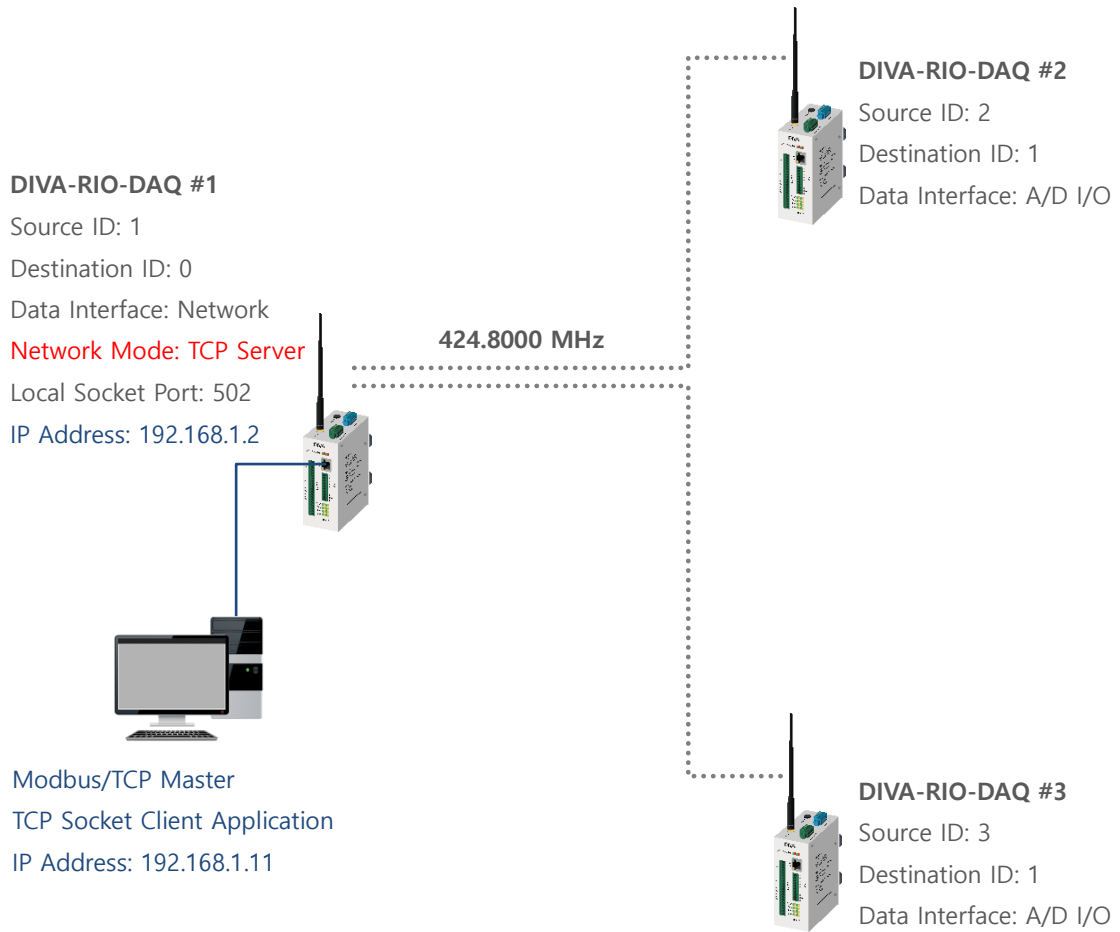 DIVA-RIO-DAQ #2
Source ID: 2
Destination ID: 1
Data Interface: A/D I/O
DIVA-RIO-DAQ #1
Source ID: 1
Destination ID: 0
Data Interface: Network
Network Mode: TCP Server
Local Socket Port: 502
IP Address: 192.168.1.2
424.8000 MHz
DIVA
DIVA
Modbus/TCP Master
TCP Socket Client Application
IP Address: 192.168.1.11
DIVA-RIO-DAQ #3
Source ID: 3
Destination ID: 1
Data Interface: A/D I/O
DIVA